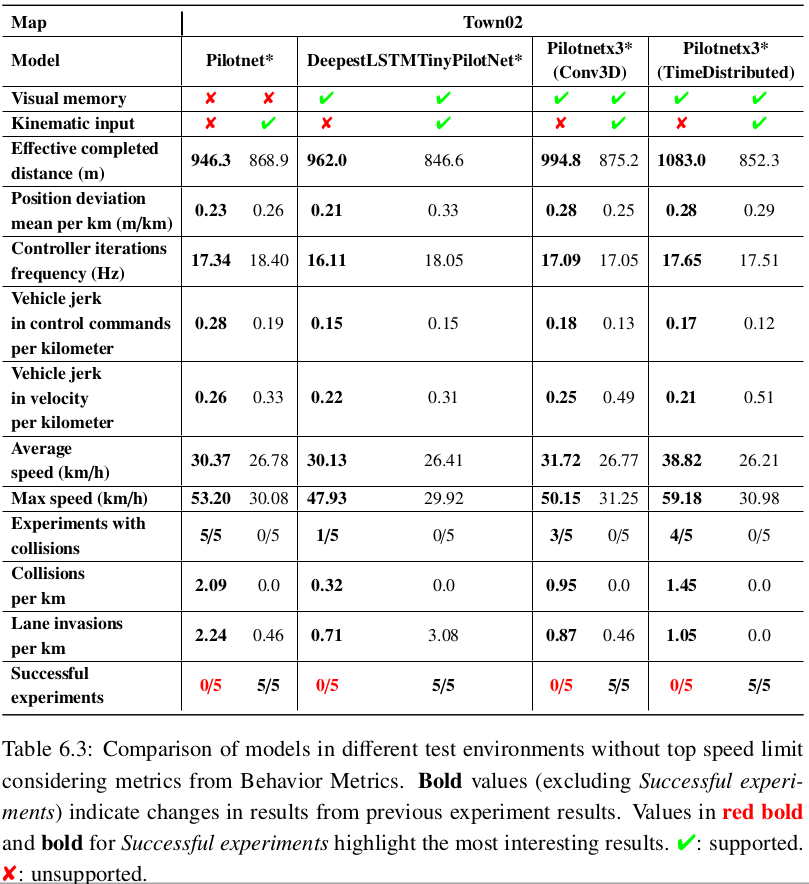 Map Town02
Model Pilotnet* DeepestLSTMTinyPilotNet* Pilotnetx3* (Conv3D) Pilotnetx3* (TimeDistributed)
Visual memory ✘ ✘ ✔ ✔ ✔ ✔ ✔ ✔
Kinematic input ✘ ✔ ✘ ✔ ✘ ✔ ✘ ✔
Effective completed
distance (m) 946.3 868.9 962.0 846.6 994.8 875.2 1083.0 852.3
Position deviation
mean per km (m/km) 0.23 0.26 0.21 0.33 0.28 0.25 0.28 0.29
Controller iterations
frequency (Hz) 17.34 18.40 16.11 18.05 17.09 17.05 17.65 17.51
Vehicle jerk
in control commands 0.28 0.19 0.15 0.15 0.18 0.13 0.17 0.12
per kilometer
Vehicle jerk
in velocity 0.26 0.33 0.22 0.31 0.25 0.49 0.21 0.51
per kilometer
Average
speed (km/h) 30.37 26.78 30.13 26.41 31.72 26.77 38.82 26.21
Max speed (km/h) 53.20 30.08 47.93 29.92 50.15 31.25 59.18 30.98
Experiments with
collisions 5/5 0/5 1/5 0/5 3/5 0/5 4/5 0/5
Collisions
per km 2.09 0.0 0.32 0.0 0.95 0.0 1.45 0.0
Lane invasions
per km 2.24 0.46 0.71 3.08 0.87 0.46 1.05 0.0
Successful
experiments 0/5 5/5 0/5 5/5 0/5 5/5 0/5 5/5
Table 6.3: Comparison of models in different test environments without top speed limit
considering metrics from Behavior Metrics. Bold values (excluding Successful experi-
ments) indicate changes in results from previous experiment results. Values in red bold
and bold for Successful experiments highlight the most interesting results. ✔: supported.
✘: unsupported.